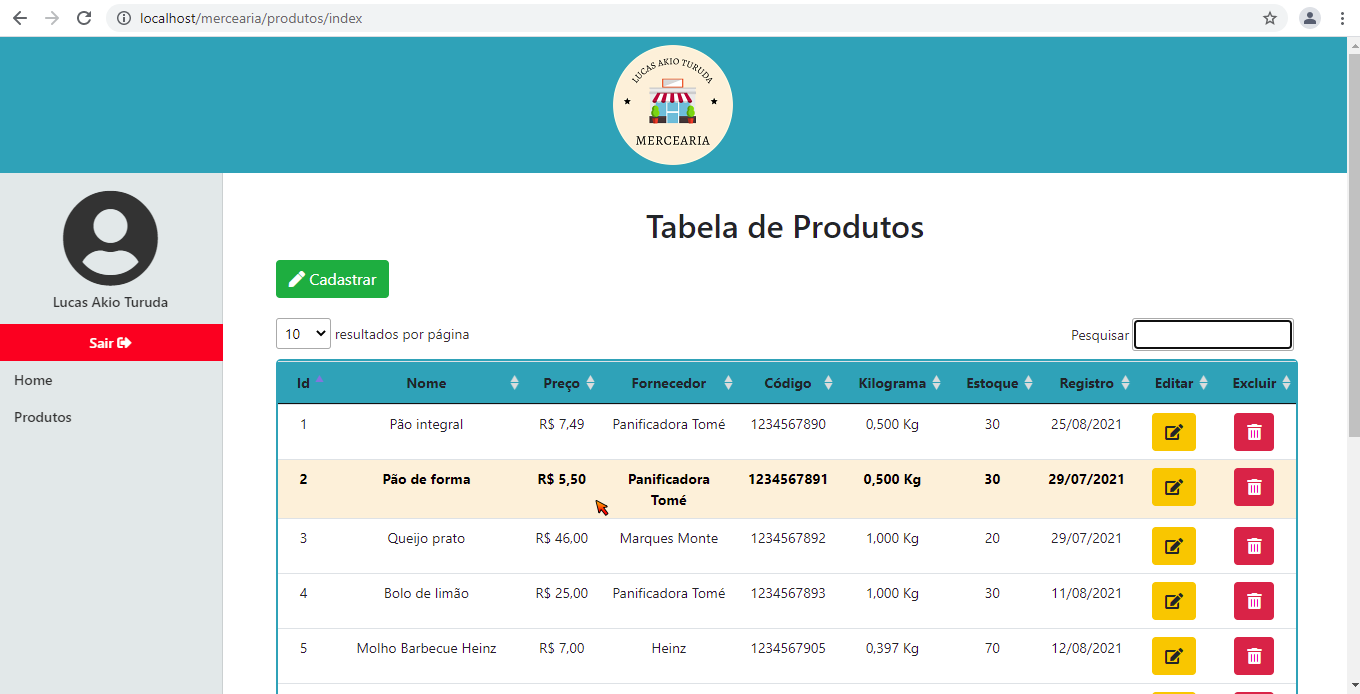 localhost/mercearia/produtos/index
LUCAS AKIO TURUDA
MERCEARIA
Lucas Akio Turuda
Sair
Home
Produtos
Tabela de Produtos
Cadastrar
10 resultados por página
Pesquisar
Id Nome Preço Fornecedor Código Kilograma Estoque Registro Editar Excluir
1 Pão integral R$ 7,49 Panificadora Tomé 1234567890 0,500 Kg 30 25/08/2021
2 Pão de forma R$ 5,50 Panificadora Tomé 1234567891 0,500 Kg 30 29/07/2021
3 Queijo prato R$ 46,00 Marques Monte 1234567892 1,000 Kg 20 29/07/2021
4 Bolo de limão R$ 25,00 Panificadora Tomé 1234567893 1,000 Kg 30 11/08/2021
5 Molho Barbecue Heinz R$ 7,00 Heinz 1234567905 0,397 Kg 70 12/08/2021